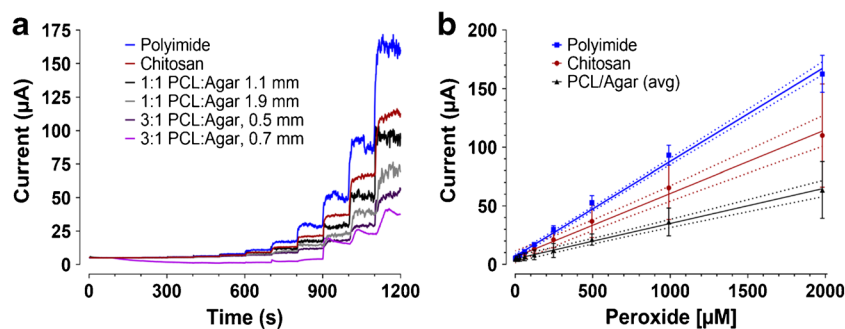 a
Current (µA)
175
150
125
100
75
50
25
0
Polyimide
Chitosan
1:1 PCL:Agar 1.1 mm
1:1 PCL:Agar 1.9 mm
3:1 PCL:Agar, 0.5 mm
3:1 PCL:Agar, 0.7 mm
0 300 600 900 1200
Time (s)
b
Current (µA)
200
150
100
50
0
Polyimide
Chitosan
PCL/Agar (avg)
0 500 1000 1500 2000
Peroxide [µM]